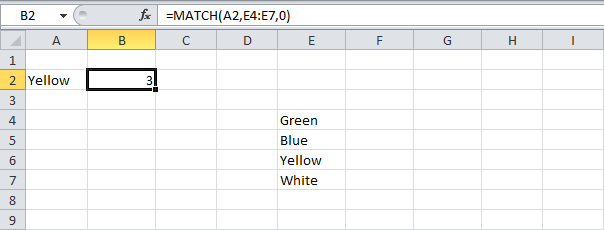 B2 fx =MATCH(A2,E4:E7,0)
A B C D E F G H I
1
2 Yellow 3
3
4 Green
5 Blue
6 Yellow
7 White
8
9